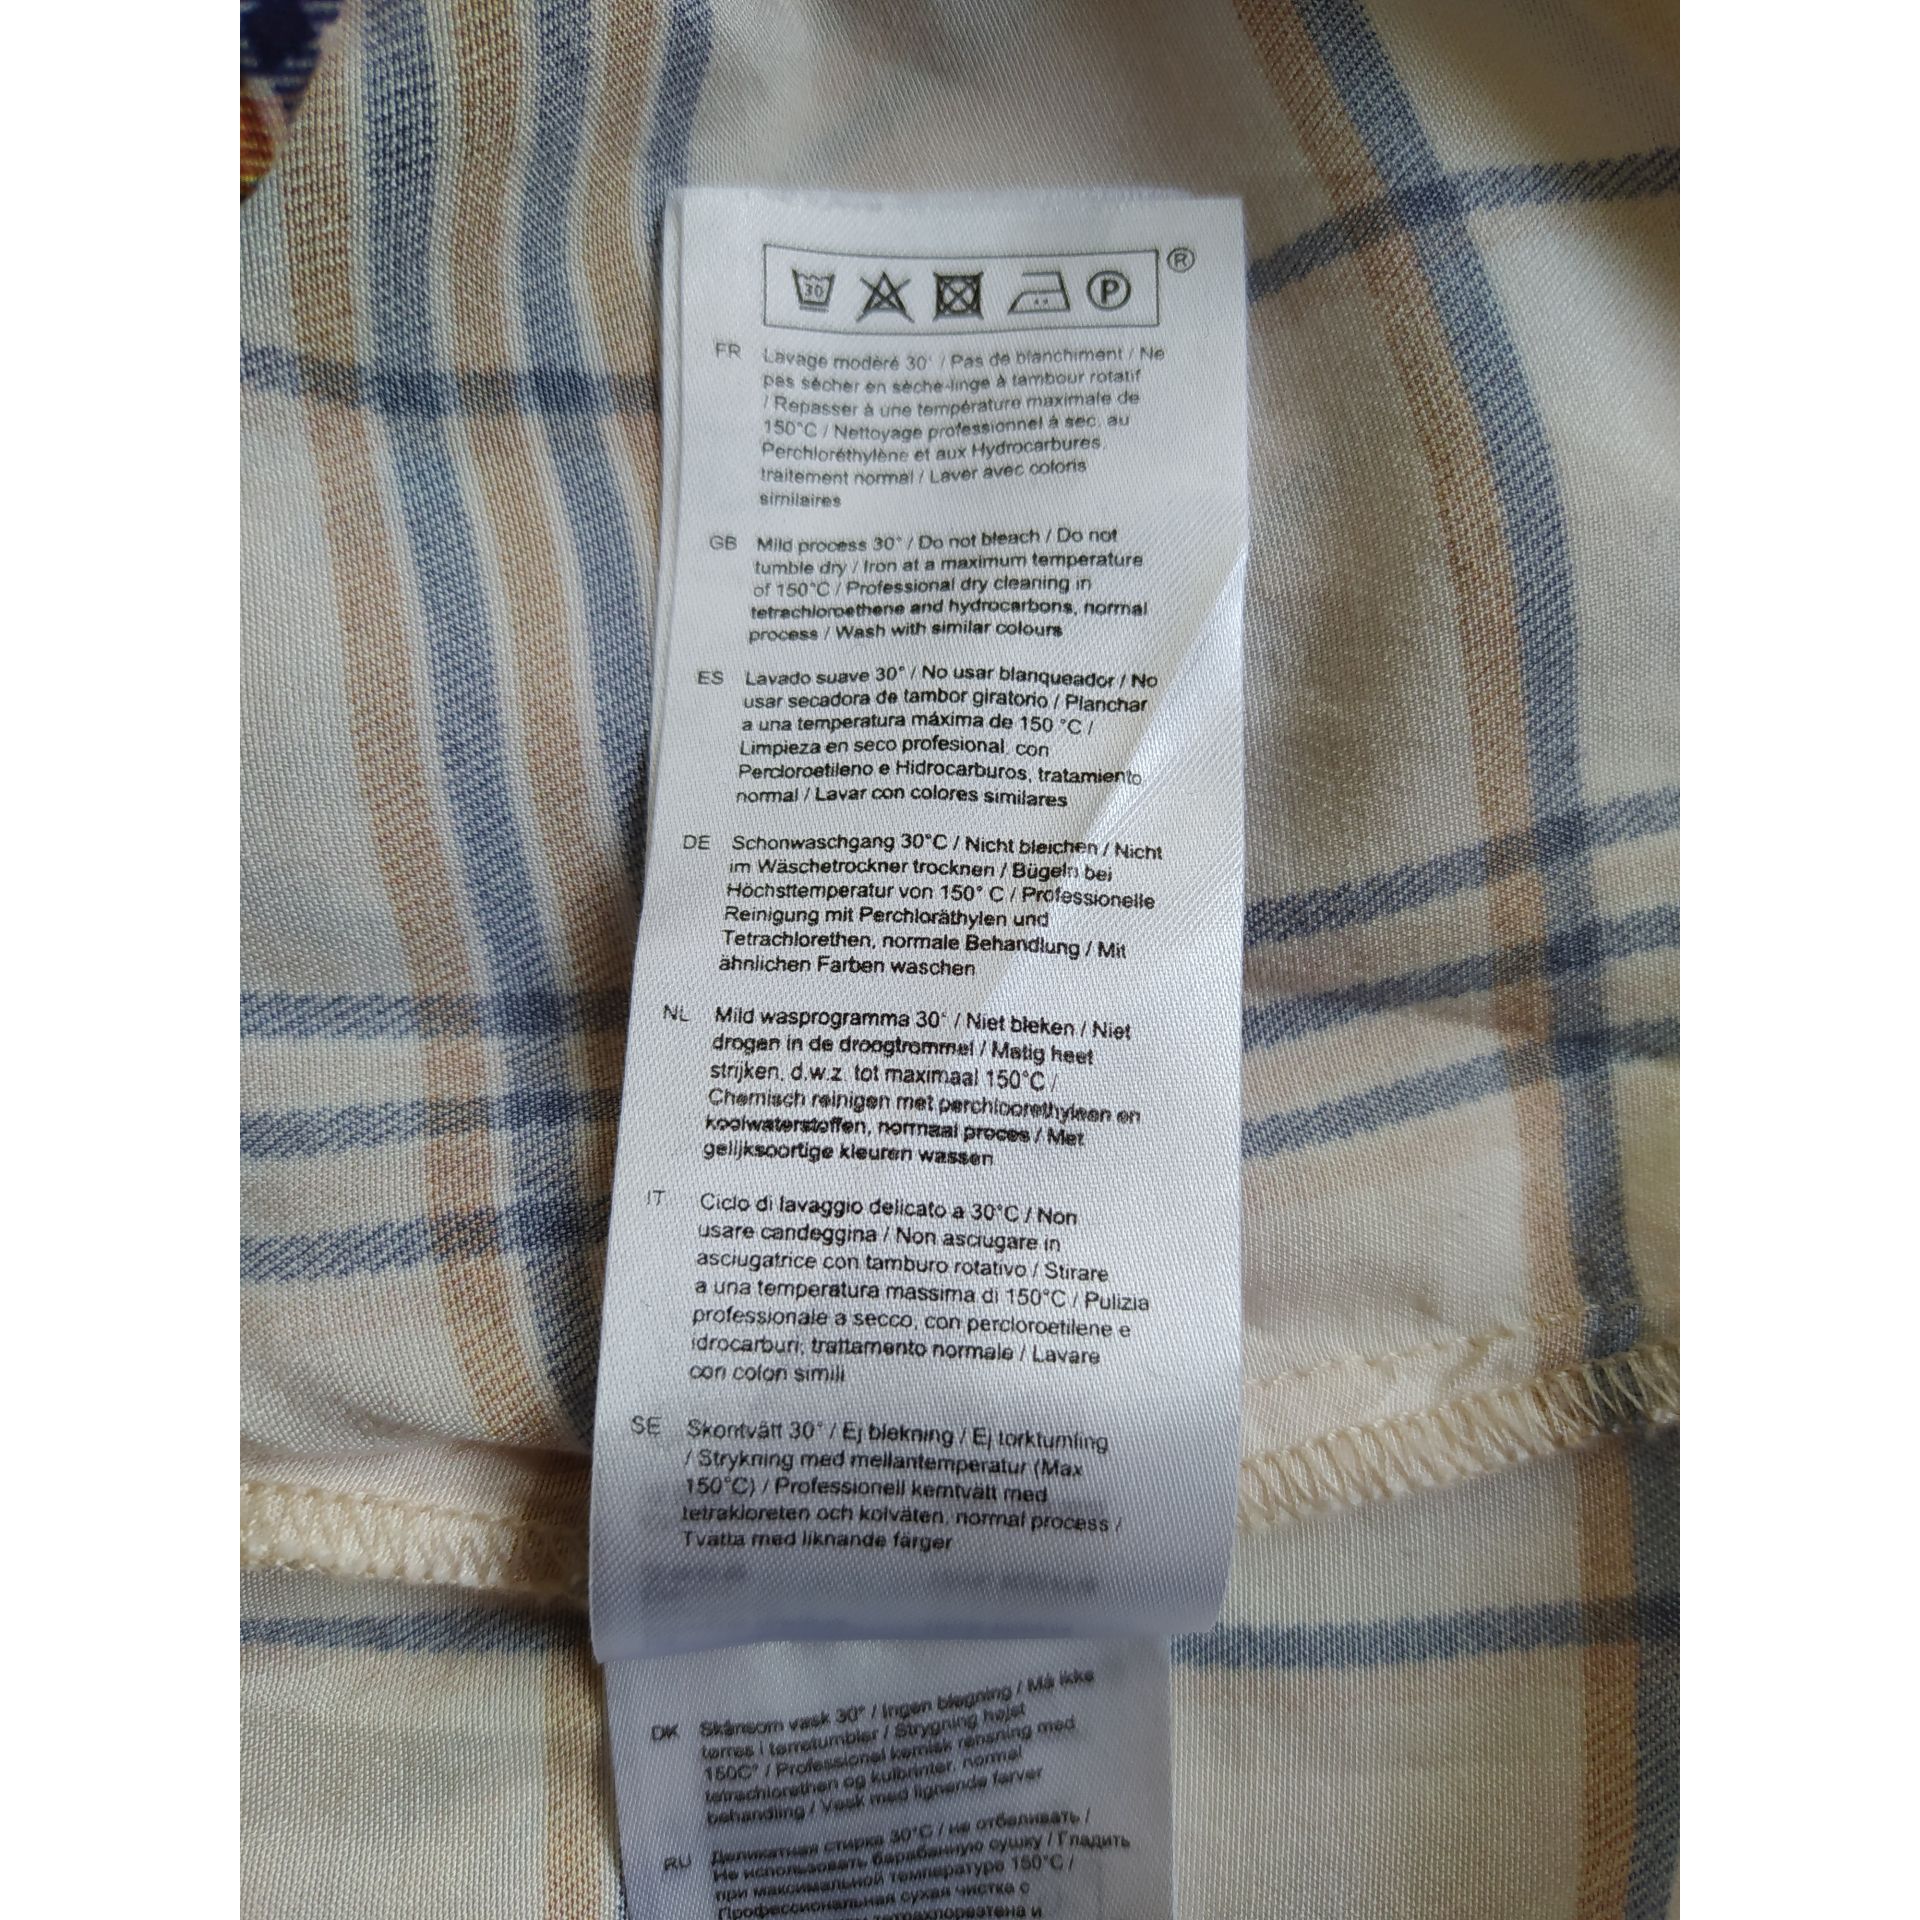 30 P ®
FR Lavage modéré 30° / Pas de blanchiment / Ne
pas sécher en sèche-linge à tambour rotatif
/ Repasser à une température maximale de
150°C / Nettoyage professionnel à sec, au
Perchloréthylène et aux Hydrocarbures,
traitement normal / Laver avec coloris
similaires
GB Mild process 30° / Do not bleach / Do not
tumble dry / Iron at a maximum temperature
of 150°C / Professional dry cleaning in
tetrachloroethene and hydrocarbons, normal
process / Wash with similar colours
ES Lavado suave 30° / No usar blanqueador / No
usar secadora de tambor giratorio / Planchar
a una temperatura máxima de 150 °C /
Limpieza en seco profesional, con
Percloroetileno e Hidrocarburos, tratamiento
normal / Lavar con colores similares
DE Schonwaschgang 30°C / Nicht bleichen / Nicht
im Wäschetrockner trocknen / Bügeln bei
Höchsttemperatur von 150° C / Professionelle
Reinigung mit Perchloräthylen und
Tetrachlorethen, normale Behandlung / Mit
ähnlichen Farben waschen
NL Mild wasprogramma 30° / Niet bleken / Niet
drogen in de droogtrommel / Matig heet
strijken, d.w.z. tot maximaal 150°C /
Chemisch reinigen met perchloorethyleen en
koolwaterstoffen, normaal proces / Met
gelijksoortige kleuren wassen
IT Ciclo di lavaggio delicato a 30°C / Non
usare candeggina / Non asciugare in
asciugatrice con tamburo rotativo / Stirare
a una temperatura massima di 150°C / Pulizia
professionale a secco, con percloroetilene e
idrocarburi; trattamento normale / Lavare
con colori simili
SE Skontvätt 30° / Ej blekning / Ej torktumling
/ Strykning med mellantemperatur (Max
150°C) / Professionell kemtvätt med
tetrakloreten och kolväten, normal process /
Tvätta med liknande färger
DK Skånsom vask 30° / Ingen blegning / Må ikke
tørres i tørretumbler / Strygning højst
150C° / Professionel kemisk rensning med
tetrachlorethen og kulbrinter, normal
behandling / Vask med lignende farver
RU Деликатная стирка 30°C / не отбеливать /
Не использовать барабанную сушку / Гладить
при максимальной температуре 150°C /
Профессиональная сухая чистка с
тетрахлорэтена и